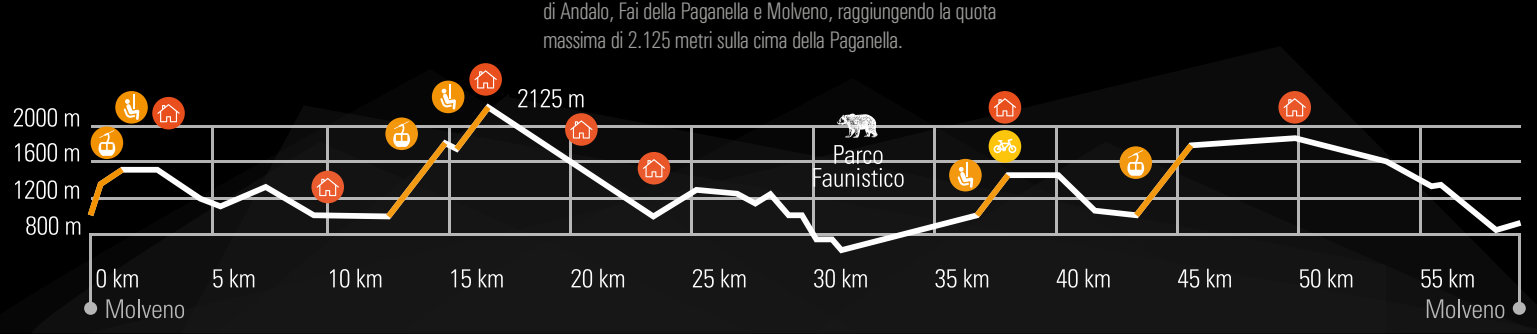 di Andalo, Fai della Paganella e Molveno, raggiungendo la quota
massima di 2.125 metri sulla cima della Paganella.
2125 m
2000 m
1600 m
1200 m
800 m
Parco
Faunistico
0 km 5 km 10 km 15 km 20 km 25 km 30 km 35 km 40 km 45 km 50 km 55 km
Molveno Molveno